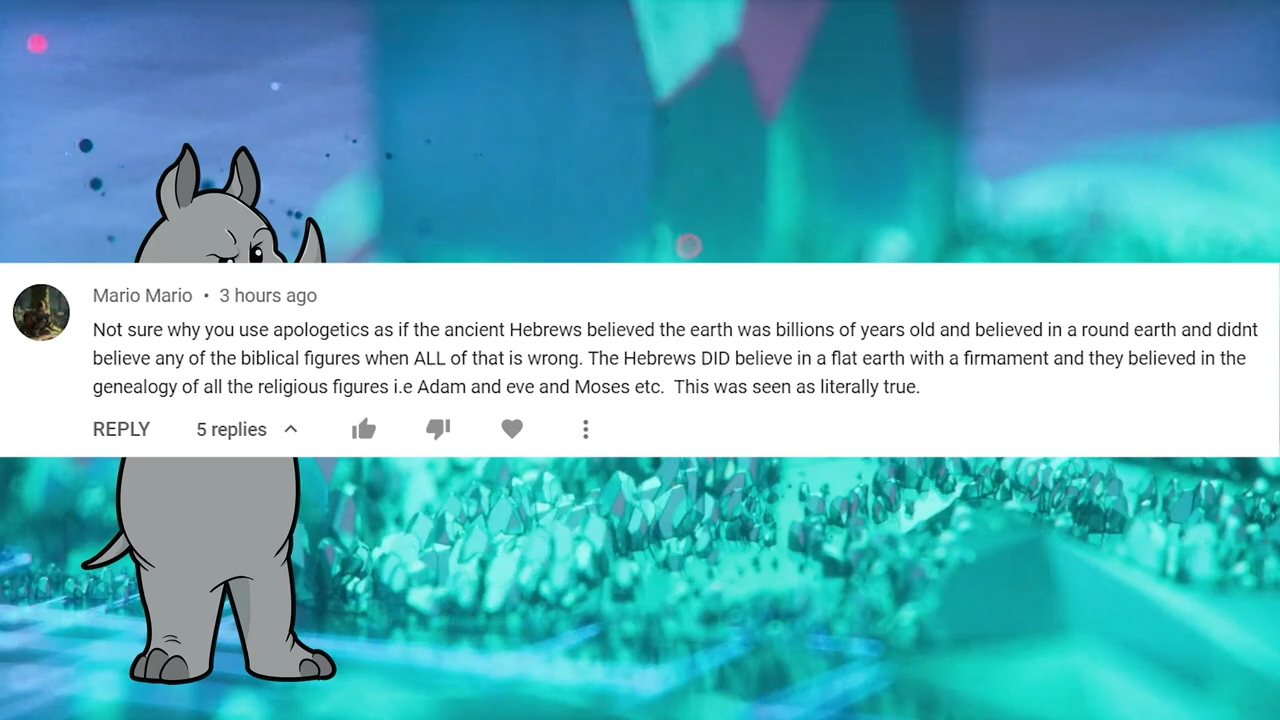 Mario Mario • 3 hours ago
Not sure why you use apologetics as if the ancient Hebrews believed the earth was billions of years old and believed in a round earth and didnt
believe any of the biblical figures when ALL of that is wrong. The Hebrews DID believe in a flat earth with a firmament and they believed in the
genealogy of all the religious figures i.e Adam and eve and Moses etc.  This was seen as literally true.
REPLY 5 replies